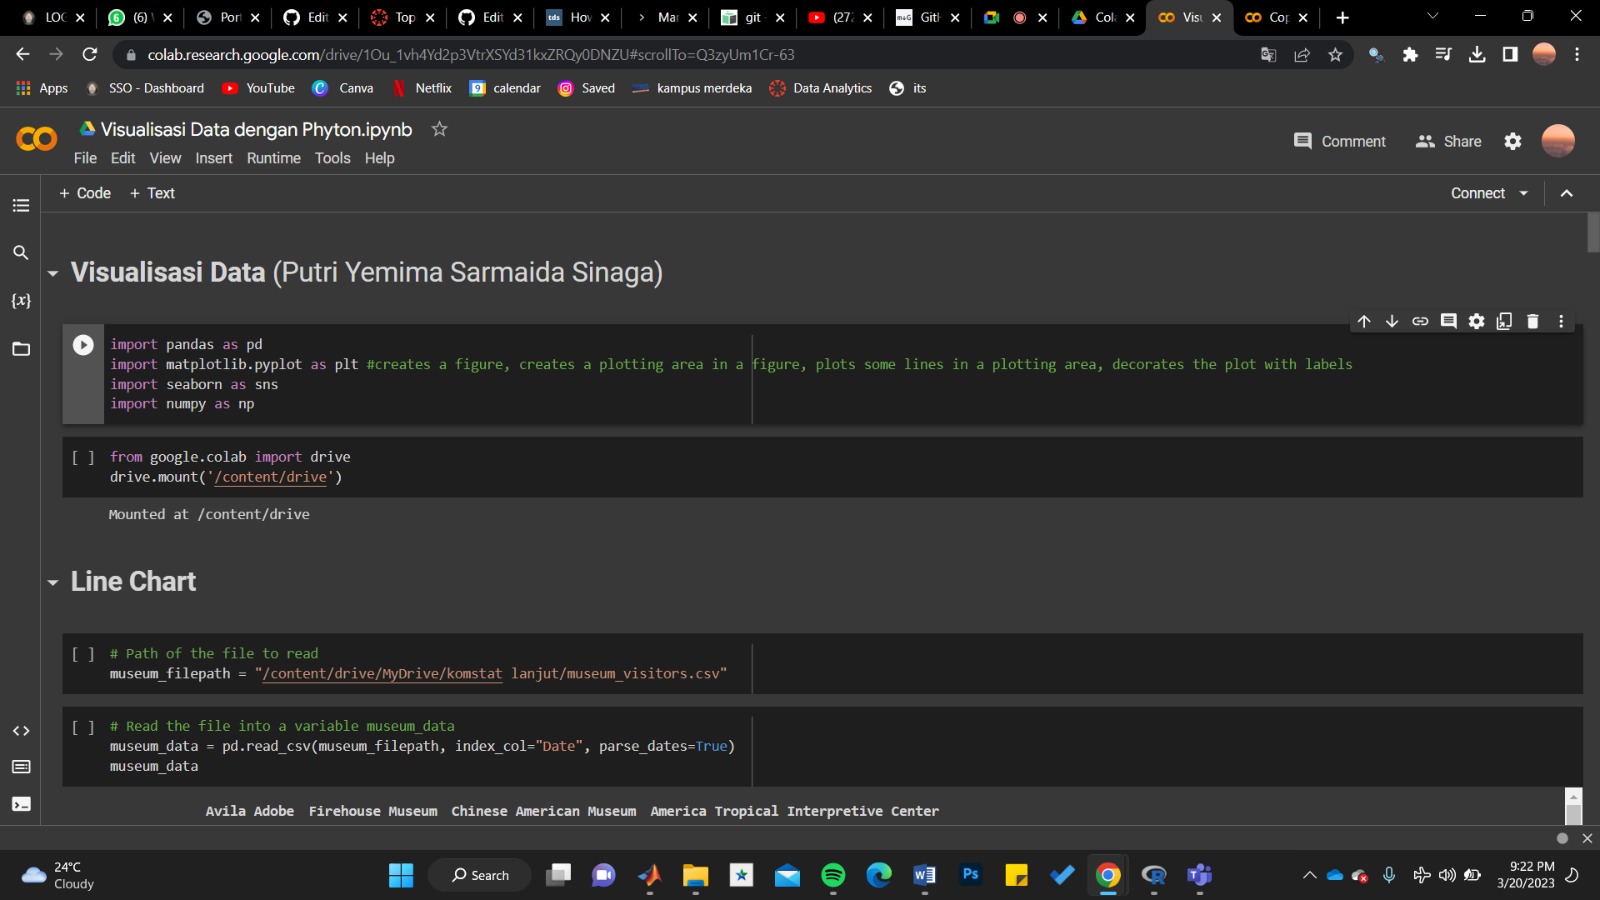 LOG
(6)
Port
Edit
Top
Edit
tds
How
Mar
git
(27
m+G
Gith
Col
Visu
Cop
colab.research.google.com/drive/1Ou_1vh4Yd2p3VtrXSYd31kxZRQy0DNZU#scrollTo=Q3zyUm1Cr-63
Apps
SSO - Dashboard
YouTube
Canva
Netflix
9
calendar
Saved
kampus merdeka
Data Analytics
its
Visualisasi Data dengan Phyton.ipynb
File Edit View Insert Runtime Tools Help
Comment
Share
+ Code + Text
Connect
Visualisasi Data (Putri Yemima Sarmaida Sinaga)
{x}
import pandas as pd
import matplotlib.pyplot as plt #creates a figure, creates a plotting area in a figure, plots some lines in a plotting area, decorates the plot with labels
import seaborn as sns
import numpy as np
[ ] from google.colab import drive
drive.mount('/content/drive')
Mounted at /content/drive
Line Chart
[ ] # Path of the file to read
museum_filepath = "/content/drive/MyDrive/komstat lanjut/museum_visitors.csv"
[ ] # Read the file into a variable museum_data
museum_data = pd.read_csv(museum_filepath, index_col="Date", parse_dates=True)
museum_data
Avila Adobe Firehouse Museum Chinese American Museum America Tropical Interpretive Center
24°C
Cloudy
Search
Ps
9:22 PM
3/20/2023